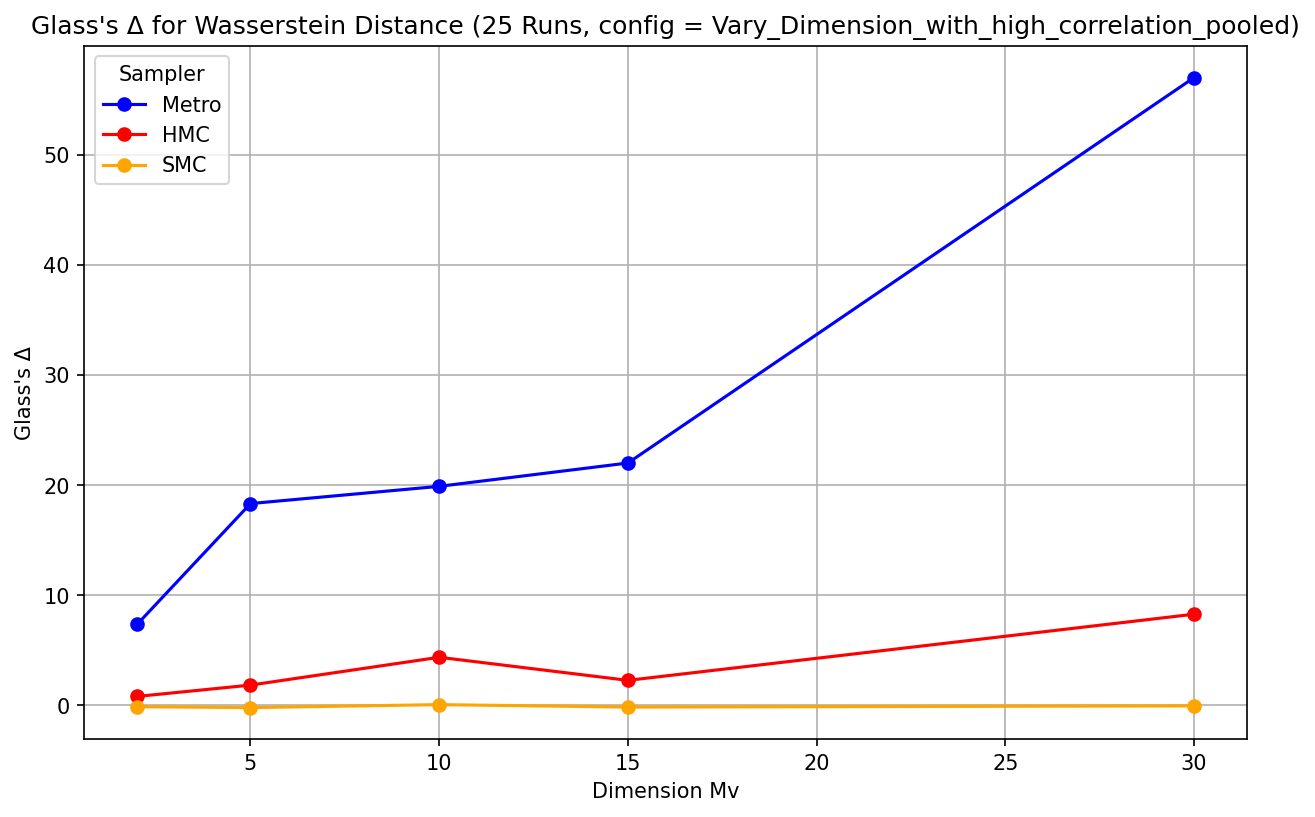 Glass's Δ for Wasserstein Distance (25 Runs, config = Vary_Dimension_with_high_correlation_pooled)
Sampler
Metro
HMC
SMC
Glass's Δ
50
40
30
20
10
0
5 10 15 20 25 30
Dimension Mv